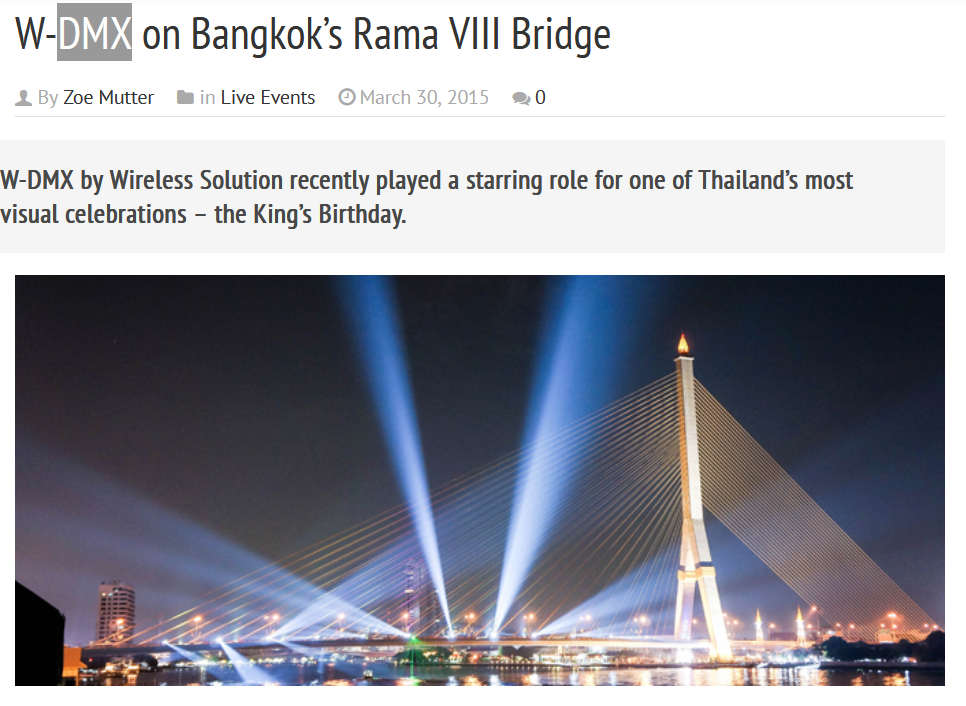 W-DMX on Bangkok’s Rama VIII Bridge
By Zoe Mutter in Live Events March 30, 2015 0
W-DMX by Wireless Solution recently played a starring role for one of Thailand’s most
visual celebrations – the King’s Birthday.